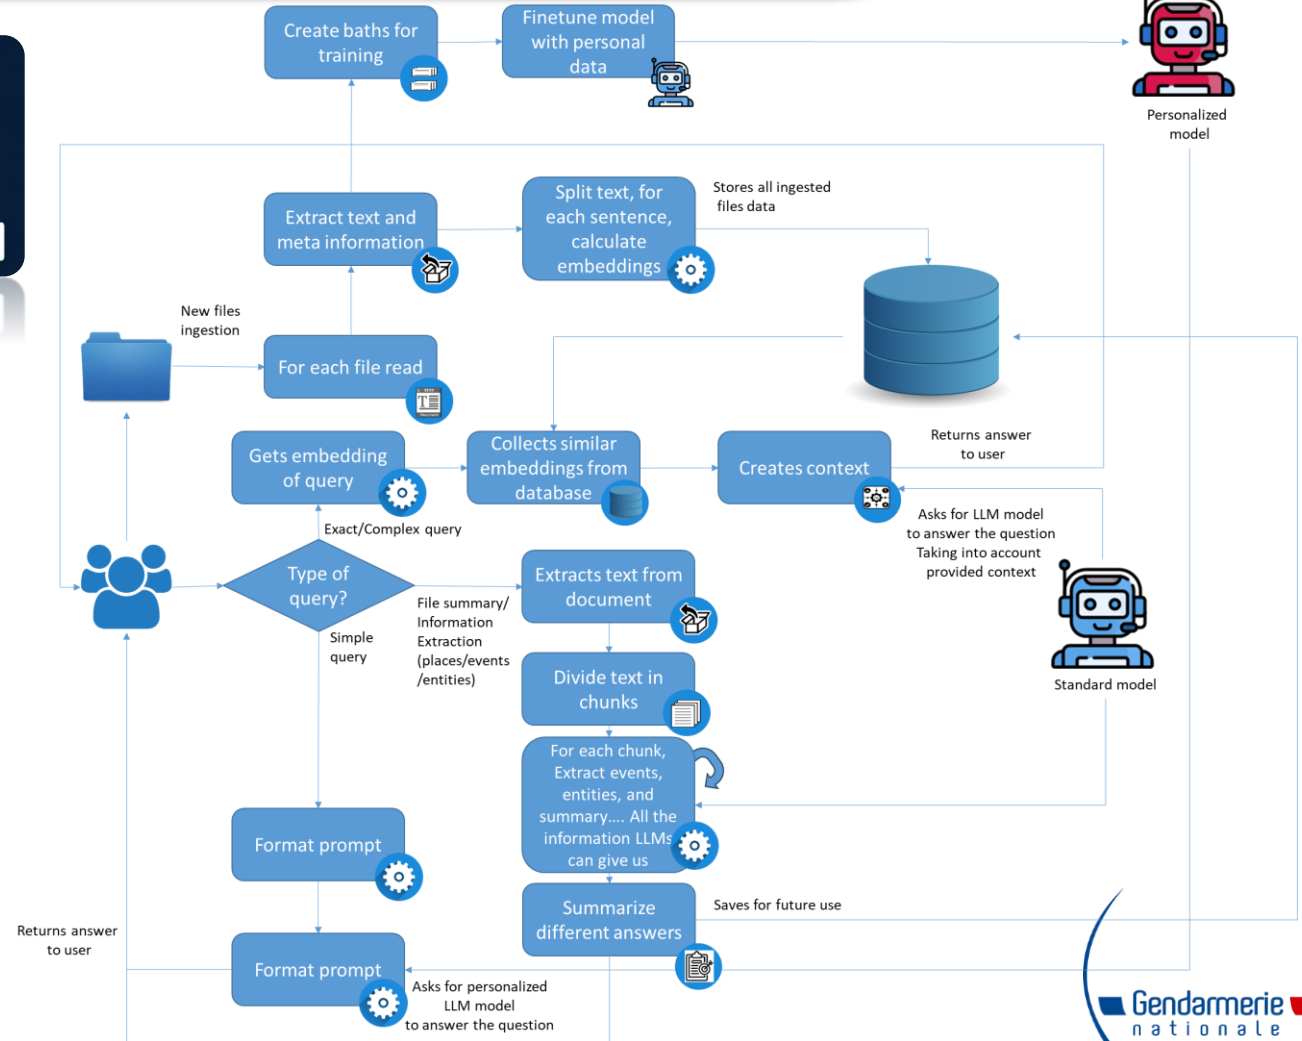 Create baths for
training
Finetune model
with personal
data
Personalized
model
Extract text and
meta information
Split text, for
each sentence,
calculate
embeddings
Stores all ingested
files data
New files
ingestion
For each file read
Gets embedding
of query
Collects similar
embeddings from
database
Creates context
Returns answer
to user
Exact/Complex query
Asks for LLM model
to answer the question
Taking into account
provided context
Type of
query?
Extracts text from
document
File summary/
Information
Extraction
(places/events
/entities)
Simple
query
Divide text in
chunks
Standard model
For each chunk,
Extract events,
entities, and
summary.... All the
information LLMs
can give us
Format prompt
Summarize
different answers
Saves for future use
Returns answer
to user
Format prompt
Asks for personalized
LLM model
to answer the question
Gendarmerie
nationale